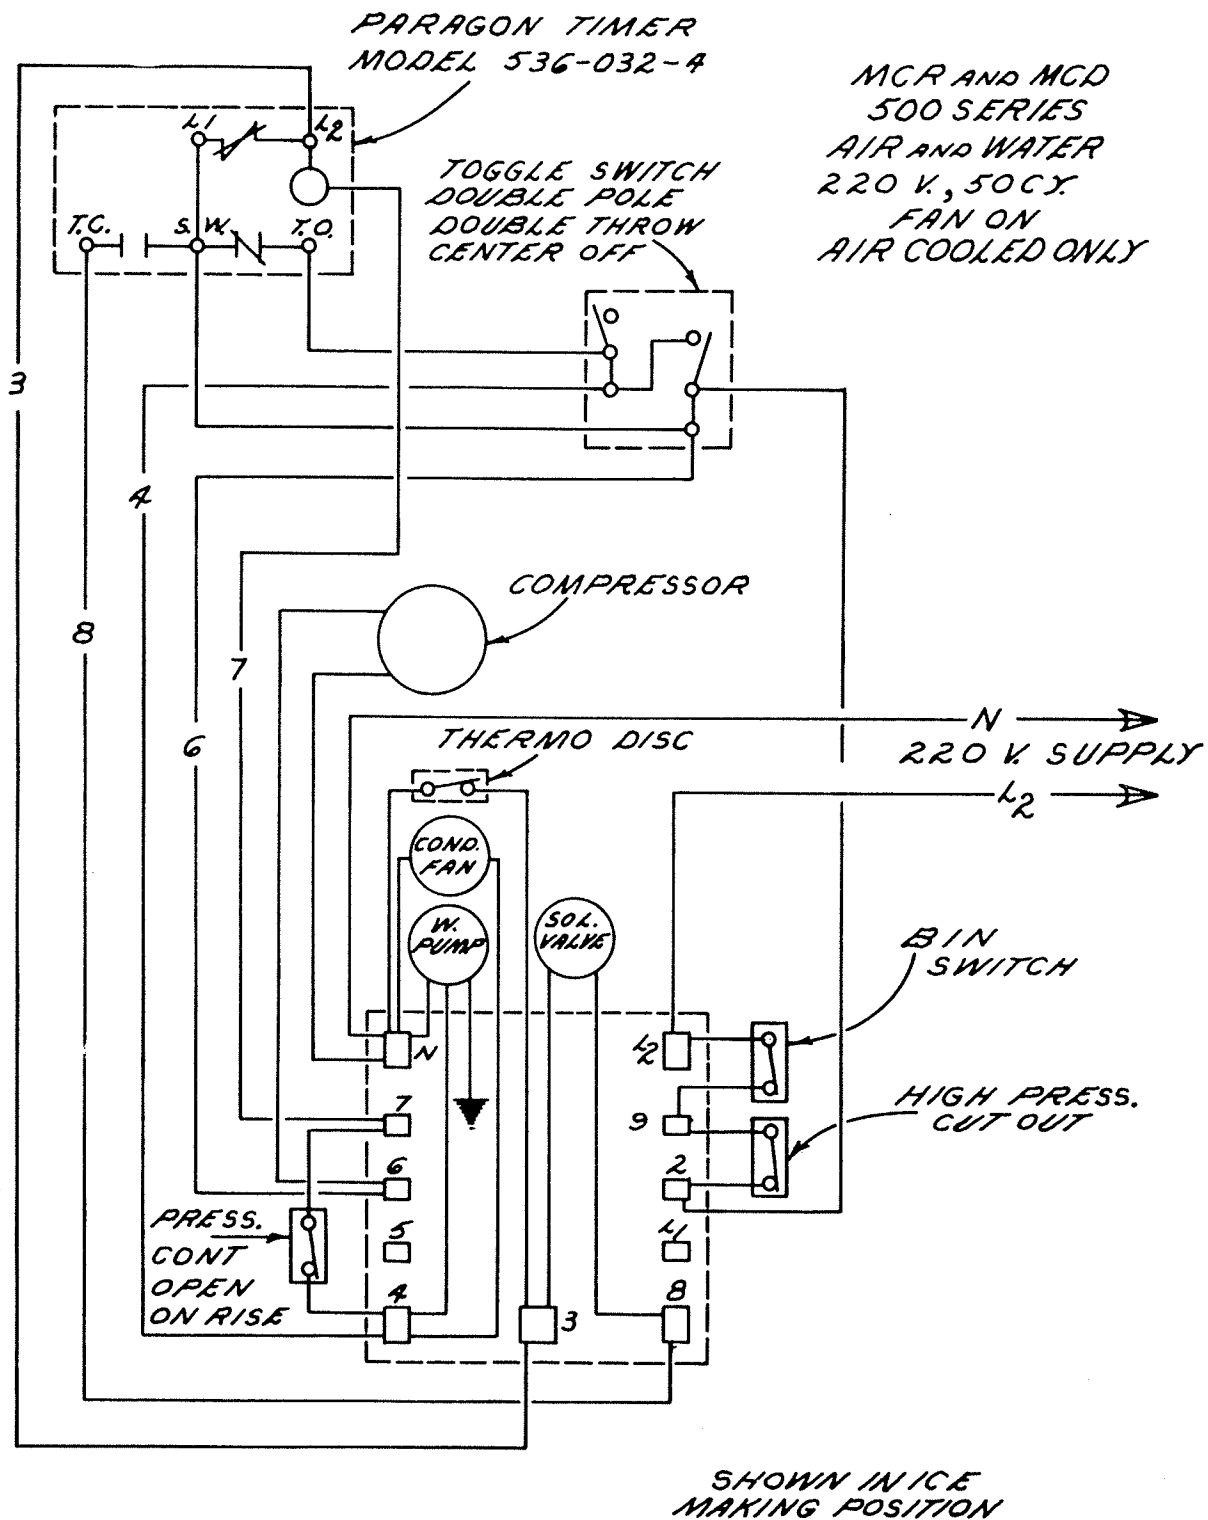 PARAGON TIMER
MODEL 536-032-4
MCR AND MCD
500 SERIES
AIR AND WATER
220 V., 50 CY.
FAN ON
AIR COOLED ONLY
L1
L2
T.C.
S. W.
T.O.
TOGGLE SWITCH
DOUBLE POLE
DOUBLE THROW
CENTER OFF
3
4
8
7
6
COMPRESSOR
N
220 V. SUPPLY
L2
THERMO DISC
COND.
FAN
W.
PUMP
SOL.
VALVE
BIN
SWITCH
N
L2
7
9
HIGH PRESS.
CUT OUT
6
2
5
L1
PRESS.
CONT
OPEN
ON RISE
4
3
8
SHOWN IN ICE
MAKING POSITION